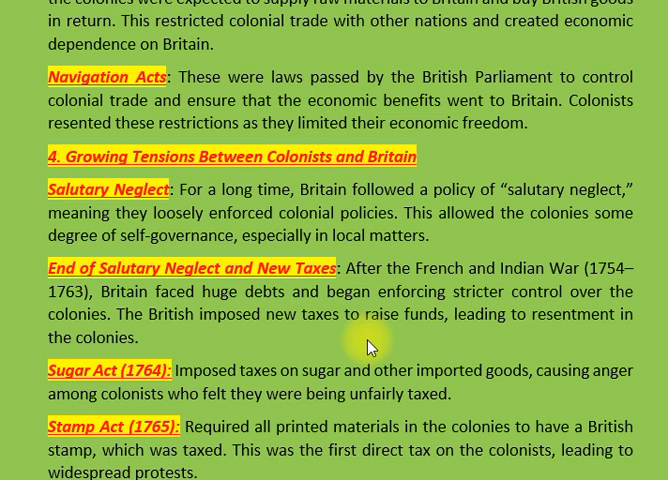 the colonies were expected to supply raw materials to Britain and buy British goods
in return. This restricted colonial trade with other nations and created economic
dependence on Britain.
Navigation Acts: These were laws passed by the British Parliament to control
colonial trade and ensure that the economic benefits went to Britain. Colonists
resented these restrictions as they limited their economic freedom.
4. Growing Tensions Between Colonists and Britain
Salutary Neglect: For a long time, Britain followed a policy of “salutary neglect,”
meaning they loosely enforced colonial policies. This allowed the colonies some
degree of self-governance, especially in local matters.
End of Salutary Neglect and New Taxes: After the French and Indian War (1754–
1763), Britain faced huge debts and began enforcing stricter control over the
colonies. The British imposed new taxes to raise funds, leading to resentment in
the colonies.
Sugar Act (1764): Imposed taxes on sugar and other imported goods, causing anger
among colonists who felt they were being unfairly taxed.
Stamp Act (1765): Required all printed materials in the colonies to have a British
stamp, which was taxed. This was the first direct tax on the colonists, leading to
widespread protests.